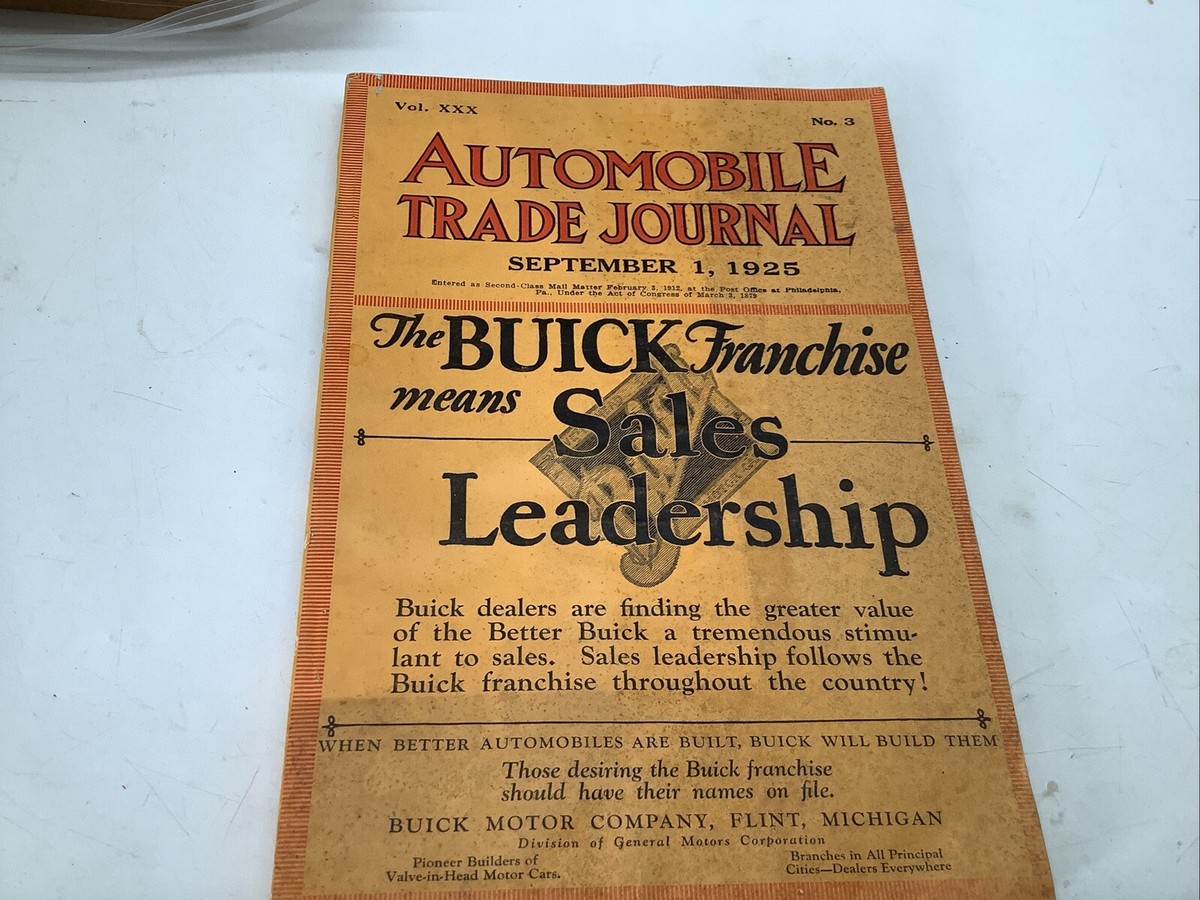 Vol. XXX
No. 3
AUTOMOBILE
TRADE JOURNAL
SEPTEMBER 1, 1925
Entered as Second-Class Mail Matter February 3, 1912, at the Post Office at Philadelphia,
Pa., Under the Act of Congress of March 3, 1879
The BUICK Franchise
means Sales
Leadership
Buick dealers are finding the greater value
of the Better Buick a tremendous stimu-
lant to sales. Sales leadership follows the
Buick franchise throughout the country!
WHEN BETTER AUTOMOBILES ARE BUILT, BUICK WILL BUILD THEM
Those desiring the Buick franchise
should have their names on file.
BUICK MOTOR COMPANY, FLINT, MICHIGAN
Division of General Motors Corporation
Pioneer Builders of
Valve-in-Head Motor Cars.
Branches in All Principal
Cities—Dealers Everywhere